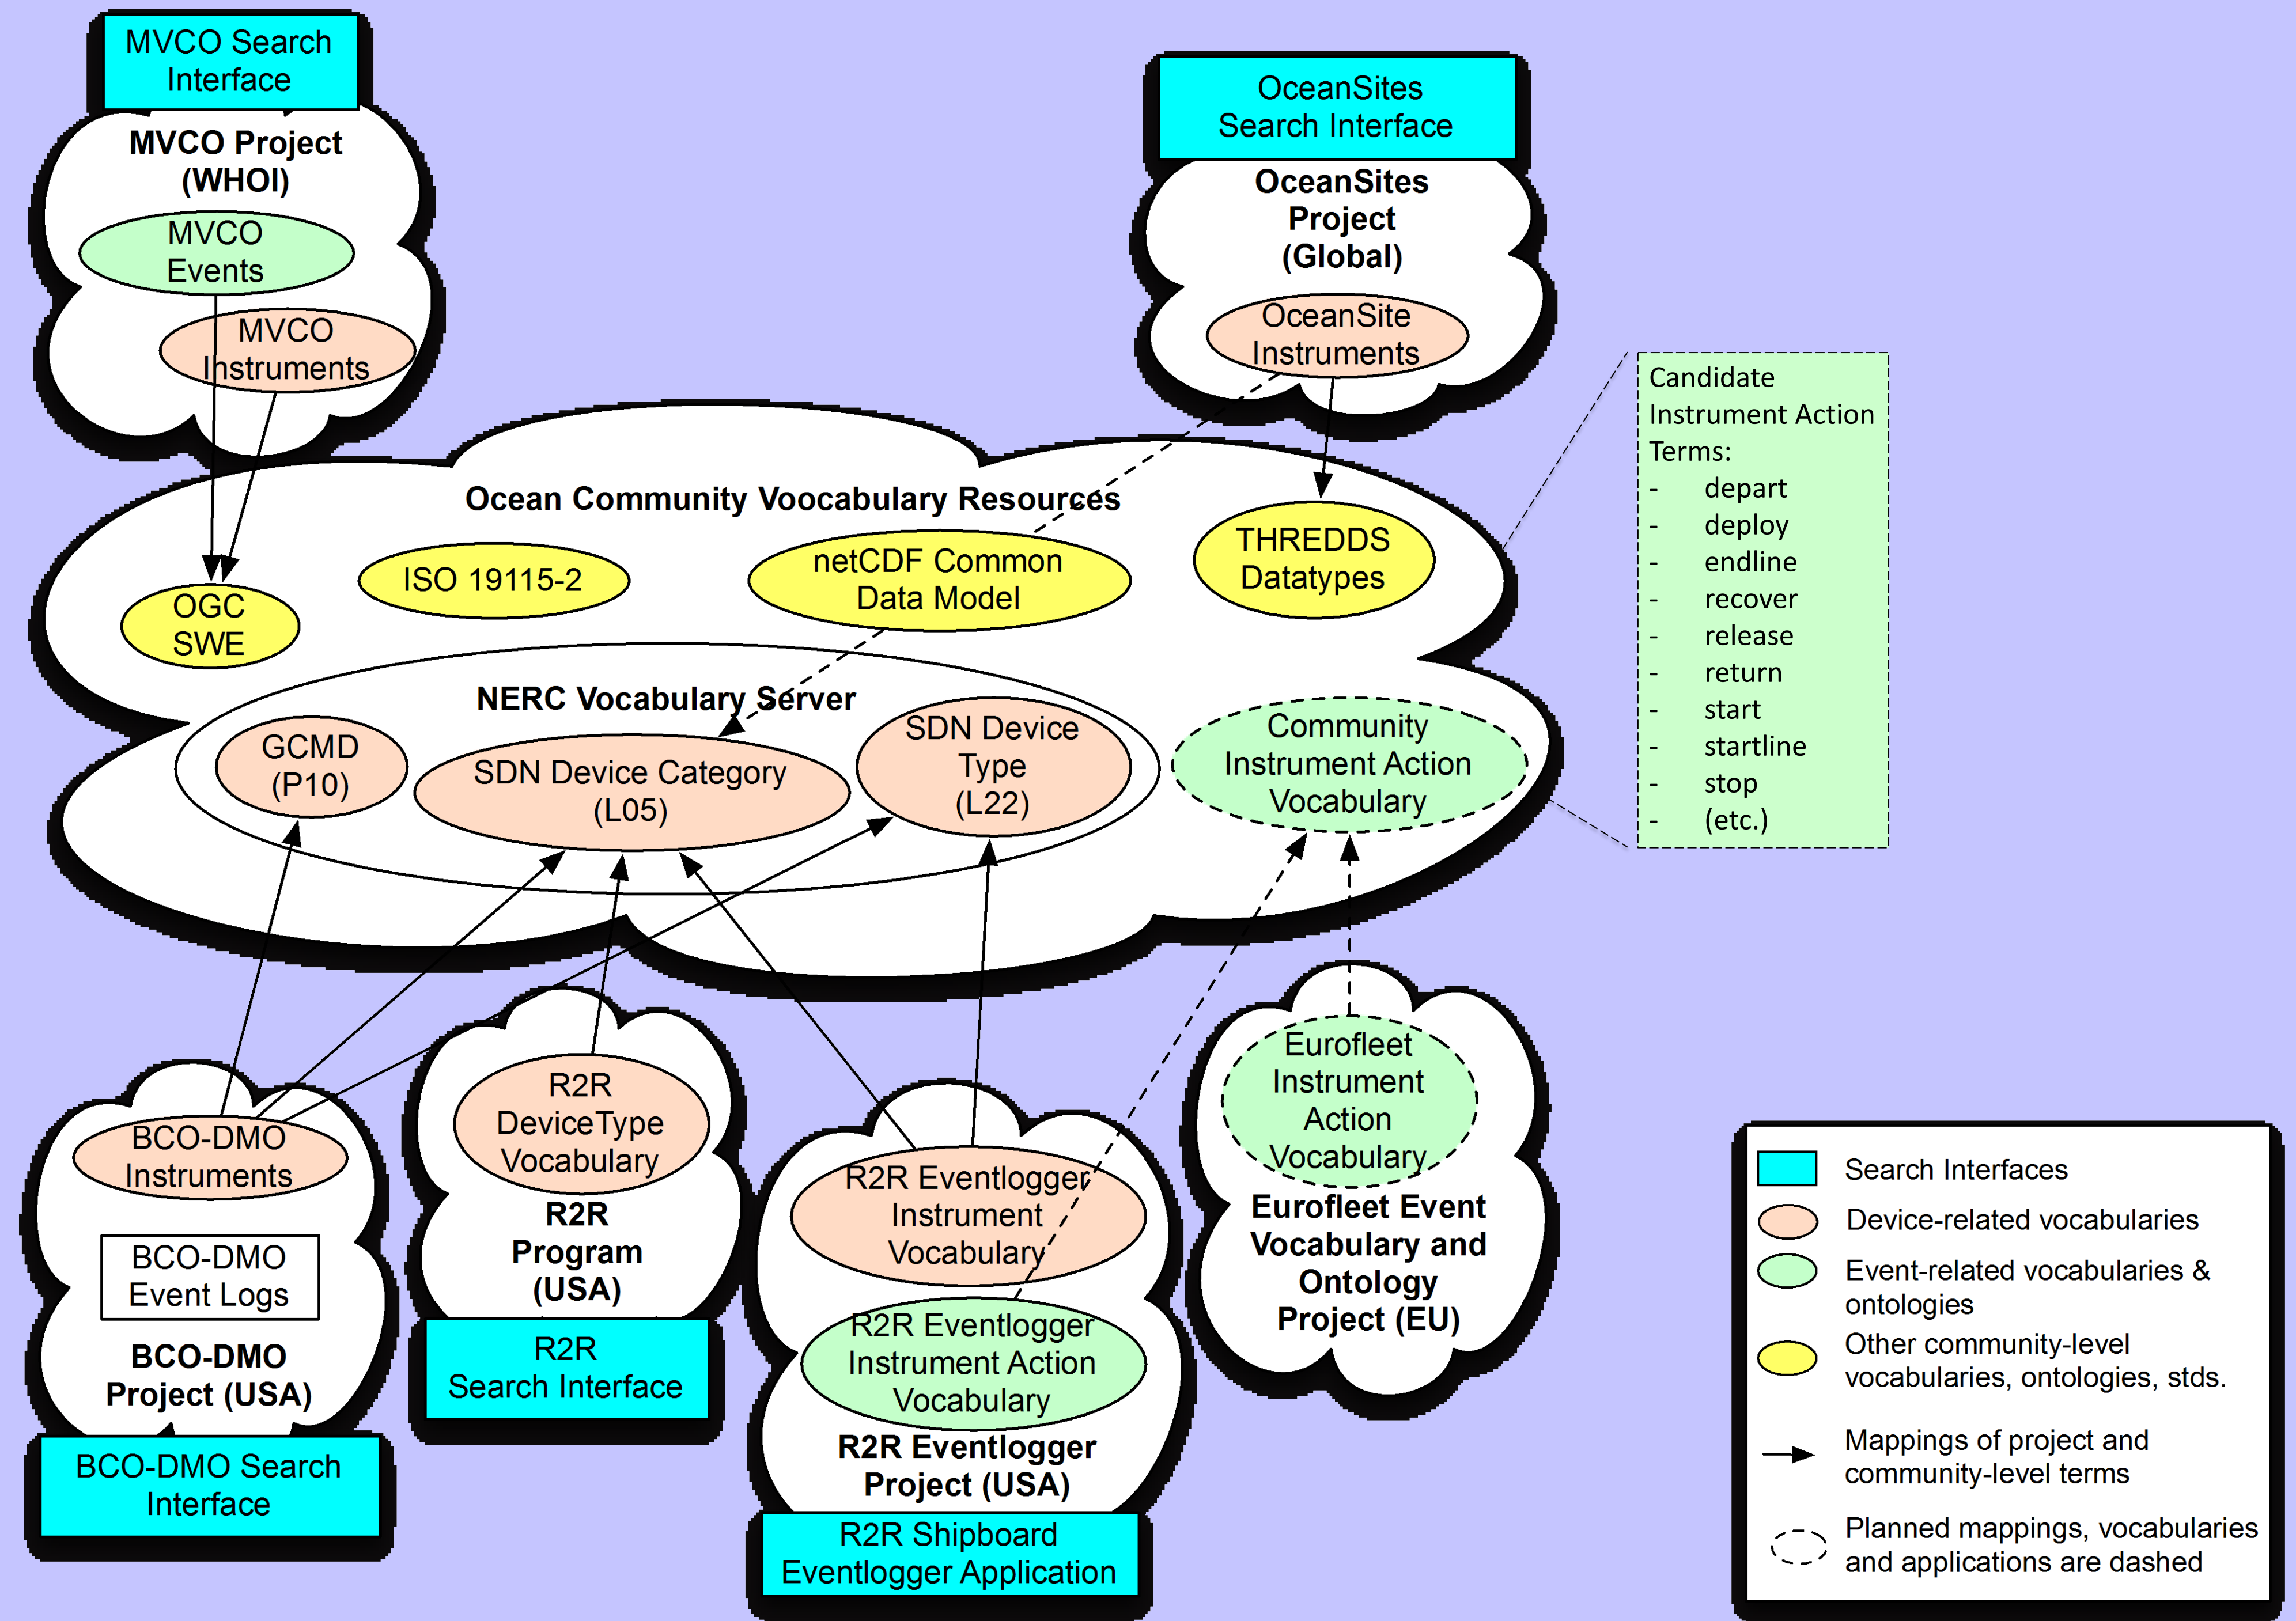 MVCO Search
Interface
MVCO Project
(WHOI)
MVCO
Events
MVCO
Instruments
OceanSites
Search Interface
OceanSites
Project
(Global)
OceanSite
Instruments
Candidate
Instrument Action
Terms:
- depart
- deploy
- endline
- recover
- release
- return
- start
- startline
- stop
- (etc.)
Ocean Community Voocabulary Resources
OGC
SWE
ISO 19115-2
netCDF Common
Data Model
THREDDS
Datatypes
NERC Vocabulary Server
GCMD
(P10)
SDN Device Category
(L05)
SDN Device
Type
(L22)
Community
Instrument Action
Vocabulary
BCO-DMO
Instruments
BCO-DMO
Event Logs
BCO-DMO
Project (USA)
BCO-DMO Search
Interface
R2R
DeviceType
Vocabulary
R2R
Program
(USA)
R2R
Search Interface
R2R Eventlogger
Instrument
Vocabulary
R2R Eventlogger
Instrument Action
Vocabulary
R2R Eventlogger
Project (USA)
R2R Shipboard
Eventlogger Application
Eurofleet
Instrument
Action
Vocabulary
Eurofleet Event
Vocabulary and
Ontology
Project (EU)
Search Interfaces
Device-related vocabularies
Event-related vocabularies &
ontologies
Other community-level
vocabularies, ontologies, stds.
Mappings of project and
community-level terms
Planned mappings, vocabularies
and applications are dashed